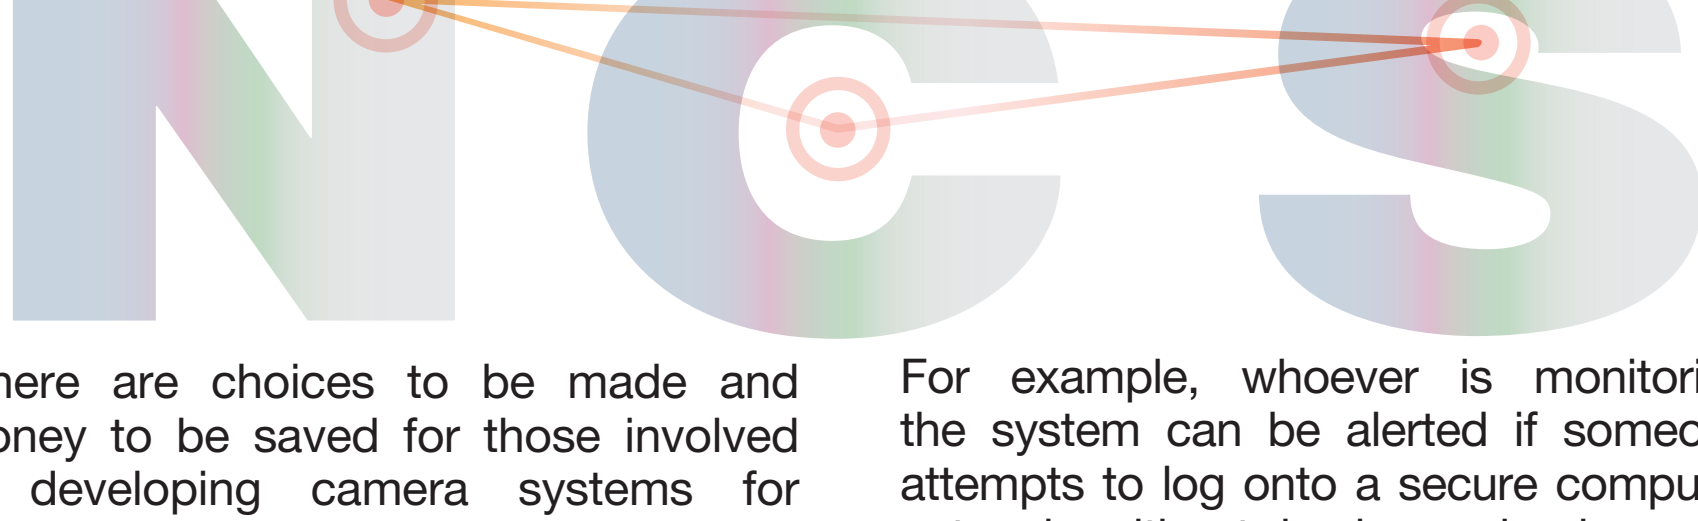 NCS
here are choices to be made and
oney to be saved for those involved
developing camera systems for
For example, whoever is monitori
the system can be alerted if someo
attempts to log onto a secure compu